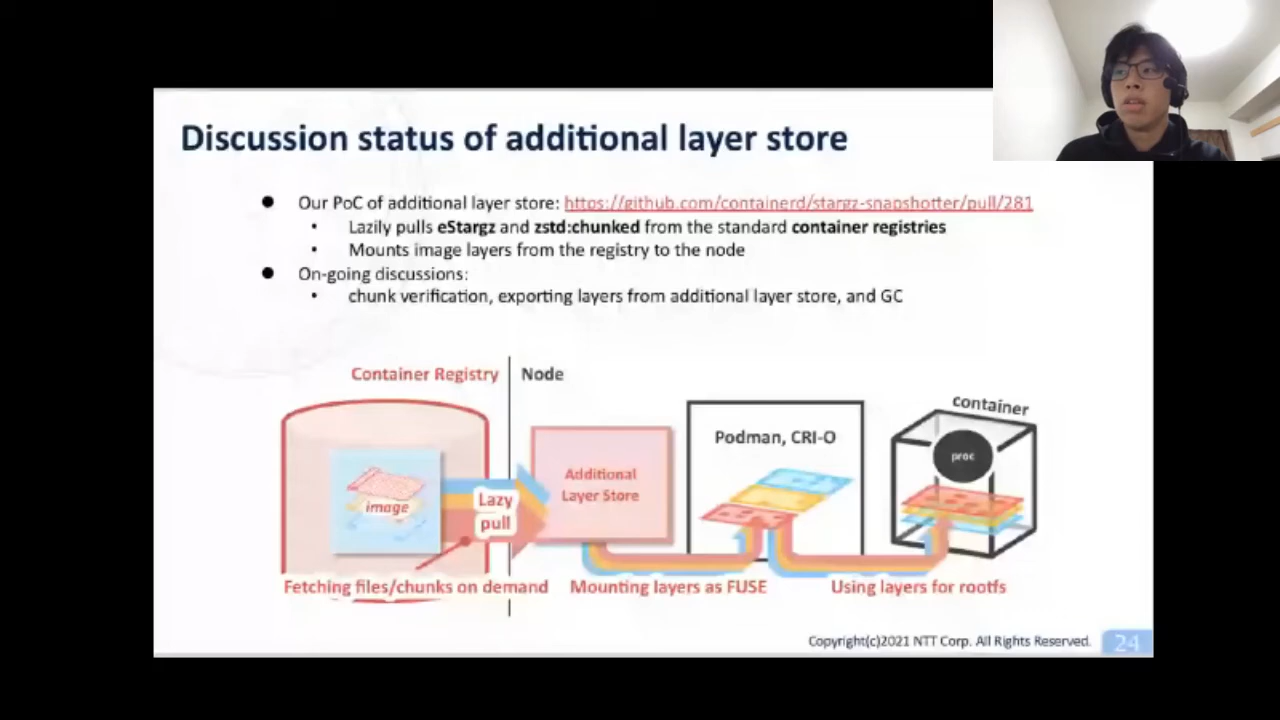 Discussion status of additional layer store
● Our PoC of additional layer store: https://github.com/containerd/stargz-snapshotter/pull/281
• Lazily pulls eStargz and zstd:chunked from the standard container registries
• Mounts image layers from the registry to the node
● On-going discussions:
• chunk verification, exporting layers from additional layer store, and GC
Container Registry
Node
image
Lazy
pull
Additional
Layer Store
Podman, CRI-O
container
proc
Fetching files/chunks on demand
Mounting layers as FUSE
Using layers for rootfs
Copyright(c)2021 NTT Corp. All Rights Reserved.
24